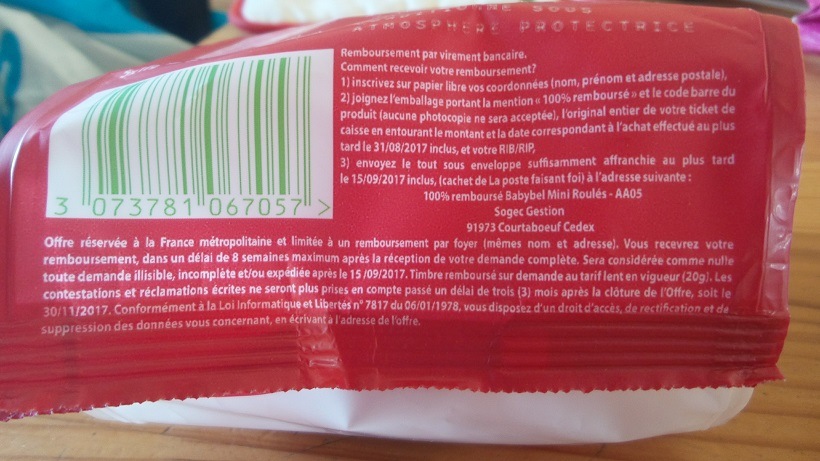 SOUS
ATMOSPHERE PROTECTRICE
Remboursement par virement bancaire.
Comment recevoir votre remboursement?
1) inscrivez sur papier libre vos coordonnées (nom, prénom et adresse postale),
2) joignez l'emballage portant la mention « 100% remboursé » et le code barre du
produit (aucune photocopie ne sera acceptée), l'original entier de votre ticket de
caisse en entourant le montant et la date correspondant à l'achat effectué au plus
tard le 31/08/2017 inclus, et votre RIB/RIP,
3) envoyez le tout sous enveloppe suffisamment affranchie au plus tard
le 15/09/2017 inclus, (cachet de La poste faisant foi) à l'adresse suivante :
100% remboursé Babybel Mini Roulés - AA05
Sogec Gestion
91973 Courtaboeuf Cedex
3 073781 067057 >
Offre réservée à la France métropolitaine et limitée à un remboursement par foyer (mêmes nom et adresse). Vous recevrez votre
remboursement, dans un délai de 8 semaines maximum après la réception de votre demande complète. Sera considérée comme nulle
toute demande illisible, incomplète et/ou expédiée après le 15/09/2017. Timbre remboursé sur demande au tarif lent en vigueur (20g). Les
contestations et réclamations écrites ne seront plus prises en compte passé un délai de trois (3) mois après la clôture de l'Offre, soit le
30/11/2017. Conformément à la Loi Informatique et Libertés n° 7817 du 06/01/1978, vous disposez d'un droit d'accès, de rectification et de
suppression des données vous concernant, en écrivant à l'adresse de l'offre.